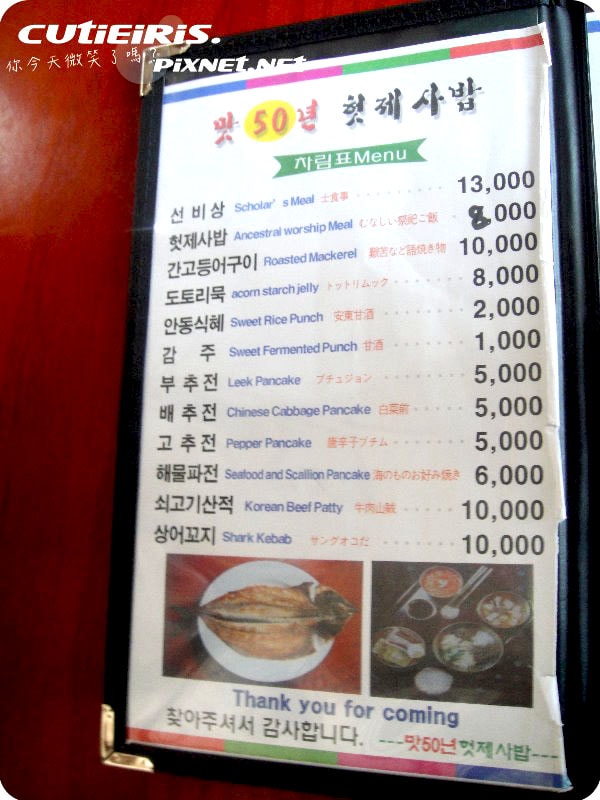 CUTiEiRiS.
你今天微笑了嗎?
PIXNET.NET
맛 50년 헛제사밥
차림표Menu
선 비 상 Scholar's Meal 士食事 ········· 13,000
헛제사밥 Ancestral worship Meal むなしい祭祀ご飯 · 8,000
간고등어구이 Roasted Mackerel 艱苦など諸焼き物 10,000
도토리묵 acorn starch jelly トットリムック ······· 8,000
안동식혜 Sweet Rice Punch 安東甘酒 ······· 2,000
감 주 Sweet Fermented Punch 甘酒 ······· 1,000
부 추 전 Leek Pancake プチュジョン ······· 5,000
배 추 전 Chinese Cabbage Pancake 白菜前 ······ 5,000
고 추 전 Pepper Pancake 唐辛子プチム ······· 5,000
해물파전 Seafood and Scallion Pancake 海のものお好み焼き 6,000
쇠고기산적 Korean Beef Patty 牛肉山賊 ······· 10,000
상어꼬지 Shark Kebab サングオコだ ······· 10,000
Thank you for coming
찾아주셔서 감사합니다. ---맛50년헛제사밥---